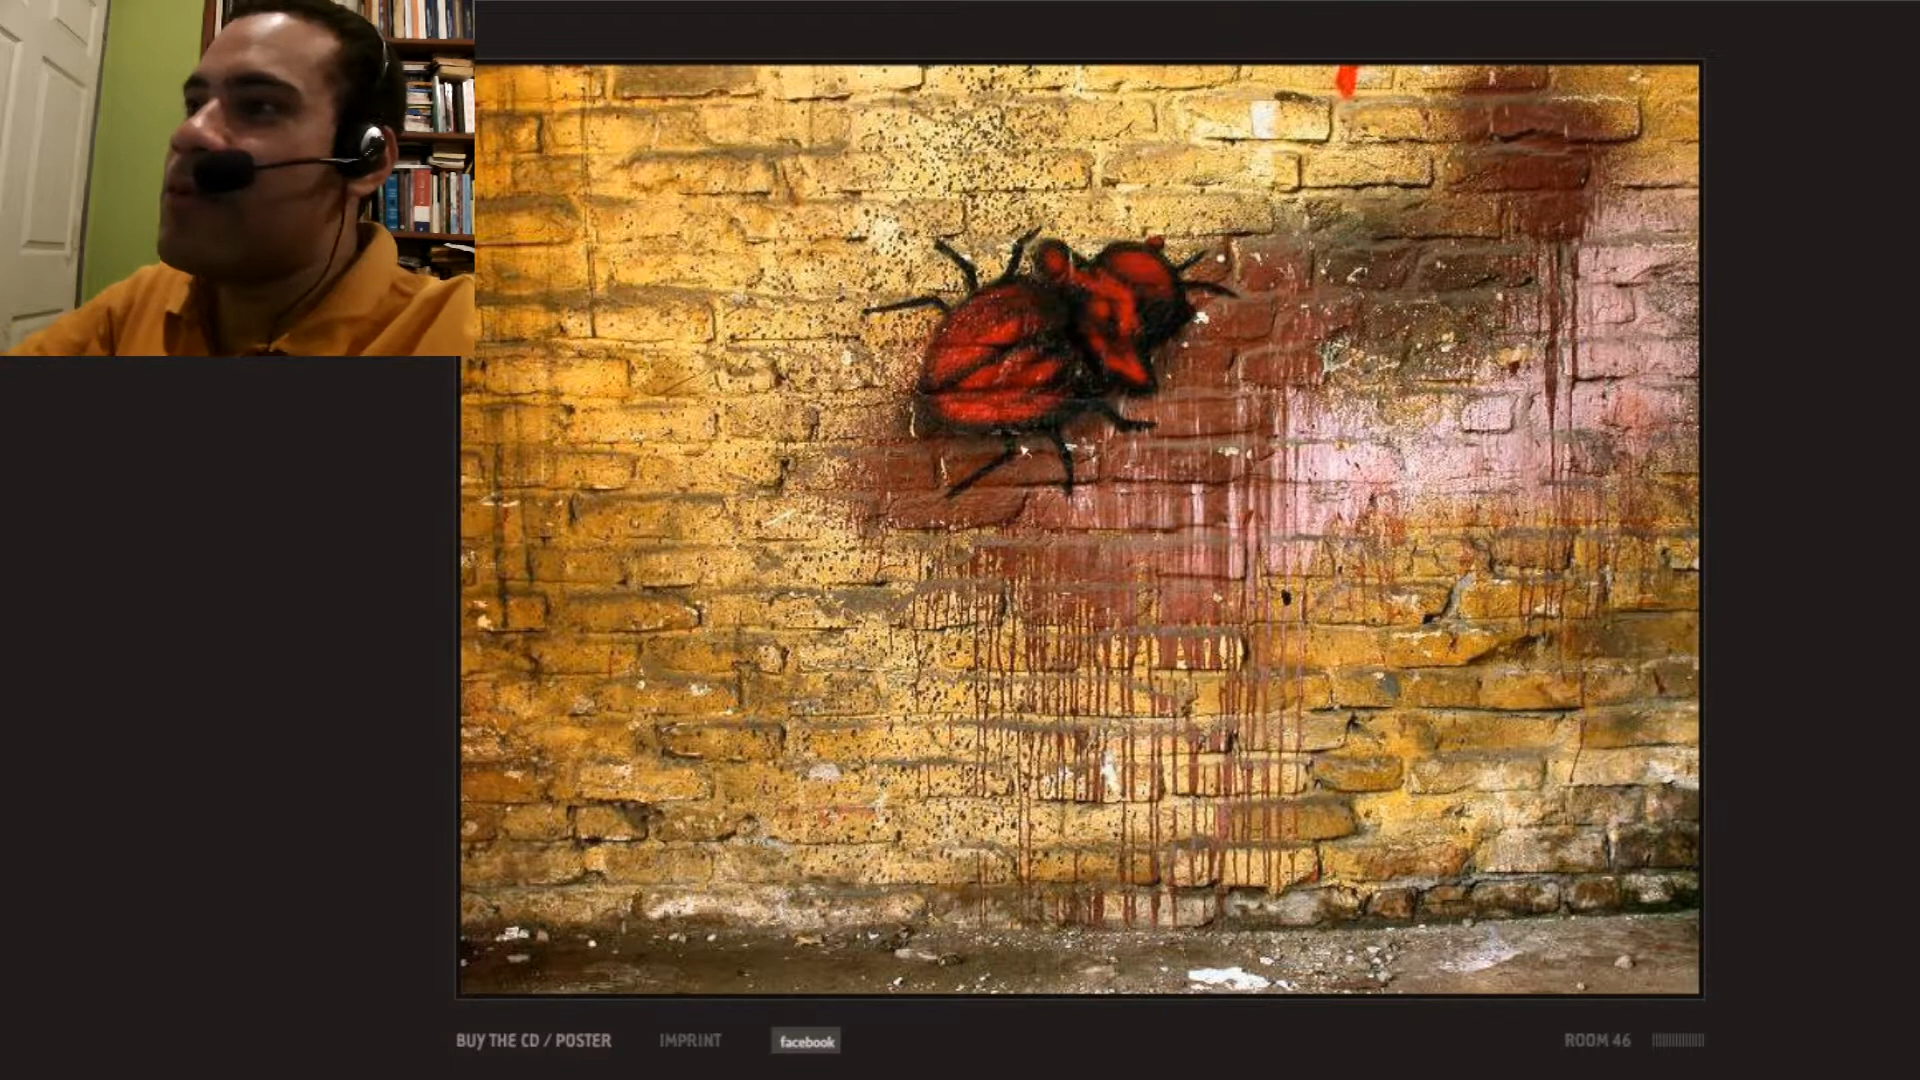 BUY THE CD / POSTER
IMPRINT
facebook
ROOM 46